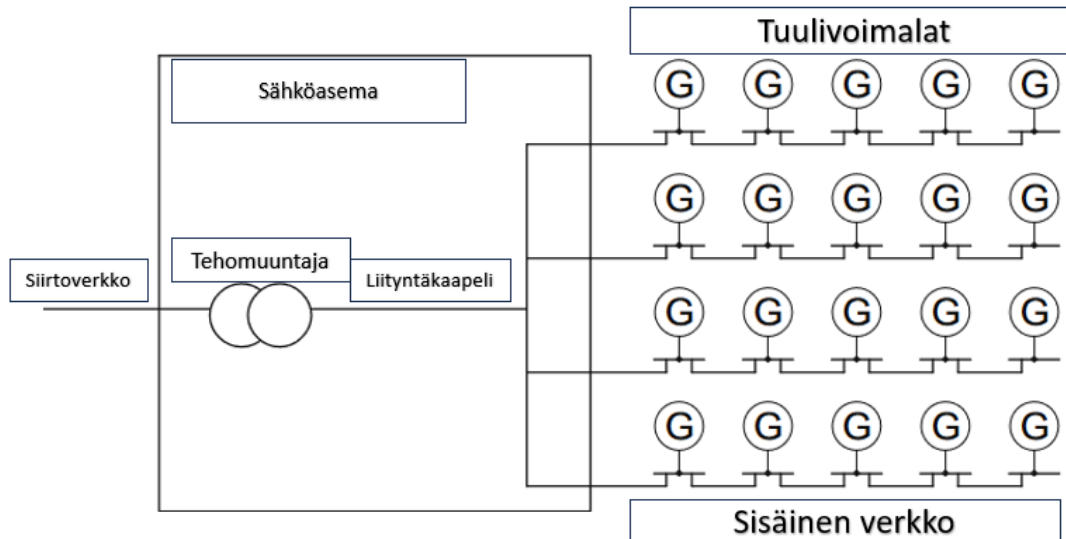 Tuulivoimalat
Sähköasema
G G G G G
G G G G G
Tehomuuntaja
Siirtoverkko
Liityntäkaapeli
G G G G G
G G G G G
Sisäinen verkko